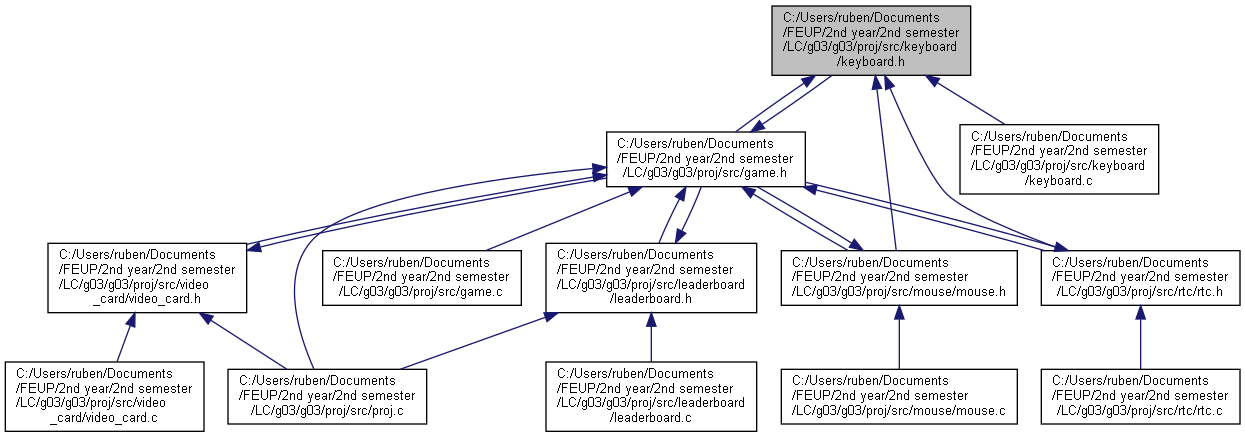 C:/Users/ruben/Documents
/FEUP/2nd year/2nd semester
/LC/g03/g03/proj/src/keyboard
/keyboard.h
C:/Users/ruben/Documents
/FEUP/2nd year/2nd semester
/LC/g03/g03/proj/src/game.h
C:/Users/ruben/Documents
/FEUP/2nd year/2nd semester
/LC/g03/g03/proj/src/keyboard
/keyboard.c
C:/Users/ruben/Documents
/FEUP/2nd year/2nd semester
/LC/g03/g03/proj/src/video
_card/video_card.h
C:/Users/ruben/Documents
/FEUP/2nd year/2nd semester
/LC/g03/g03/proj/src/game.c
C:/Users/ruben/Documents
/FEUP/2nd year/2nd semester
/LC/g03/g03/proj/src/leaderboard
/leaderboard.h
C:/Users/ruben/Documents
/FEUP/2nd year/2nd semester
/LC/g03/g03/proj/src/mouse/mouse.h
C:/Users/ruben/Documents
/FEUP/2nd year/2nd semester
/LC/g03/g03/proj/src/rtc/rtc.h
C:/Users/ruben/Documents
/FEUP/2nd year/2nd semester
/LC/g03/g03/proj/src/video
_card/video_card.c
C:/Users/ruben/Documents
/FEUP/2nd year/2nd semester
/LC/g03/g03/proj/src/proj.c
C:/Users/ruben/Documents
/FEUP/2nd year/2nd semester
/LC/g03/g03/proj/src/leaderboard
/leaderboard.c
C:/Users/ruben/Documents
/FEUP/2nd year/2nd semester
/LC/g03/g03/proj/src/mouse/mouse.c
C:/Users/ruben/Documents
/FEUP/2nd year/2nd semester
/LC/g03/g03/proj/src/rtc/rtc.c